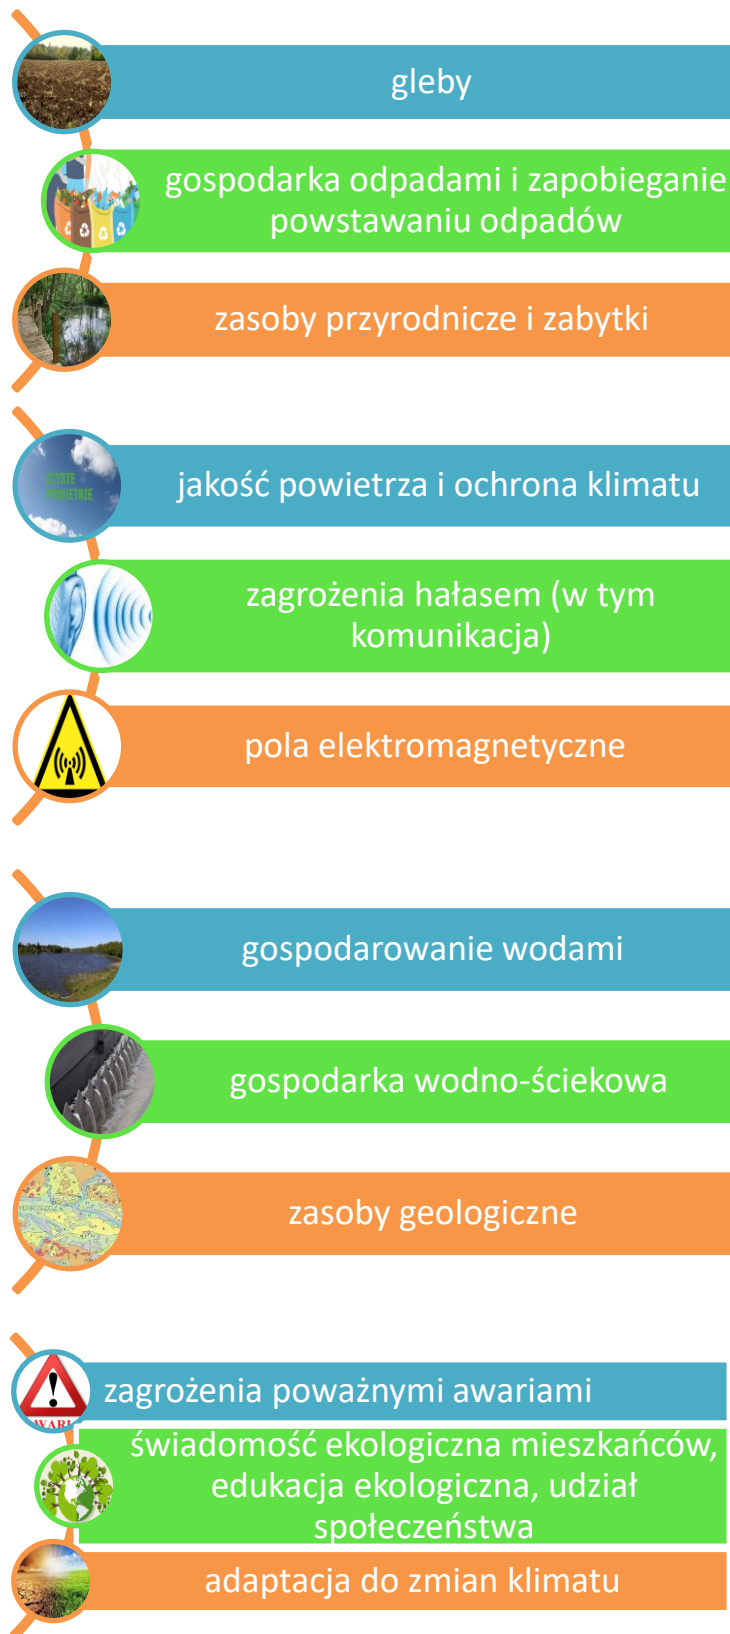 gleby
gospodarka odpadami i zapobieganie
powstawaniu odpadów
zasoby przyrodnicze i zabytki
CZYSTE
POWIETRZE
jakość powietrza i ochrona klimatu
zagrożenia hałasem (w tym
komunikacja)
pola elektromagnetyczne
gospodarowanie wodami
gospodarka wodno-ściekowa
zasoby geologiczne
zagrożenia poważnymi awariami
świadomość ekologiczna mieszkańców,
edukacja ekologiczna, udział
społeczeństwa
adaptacja do zmian klimatu